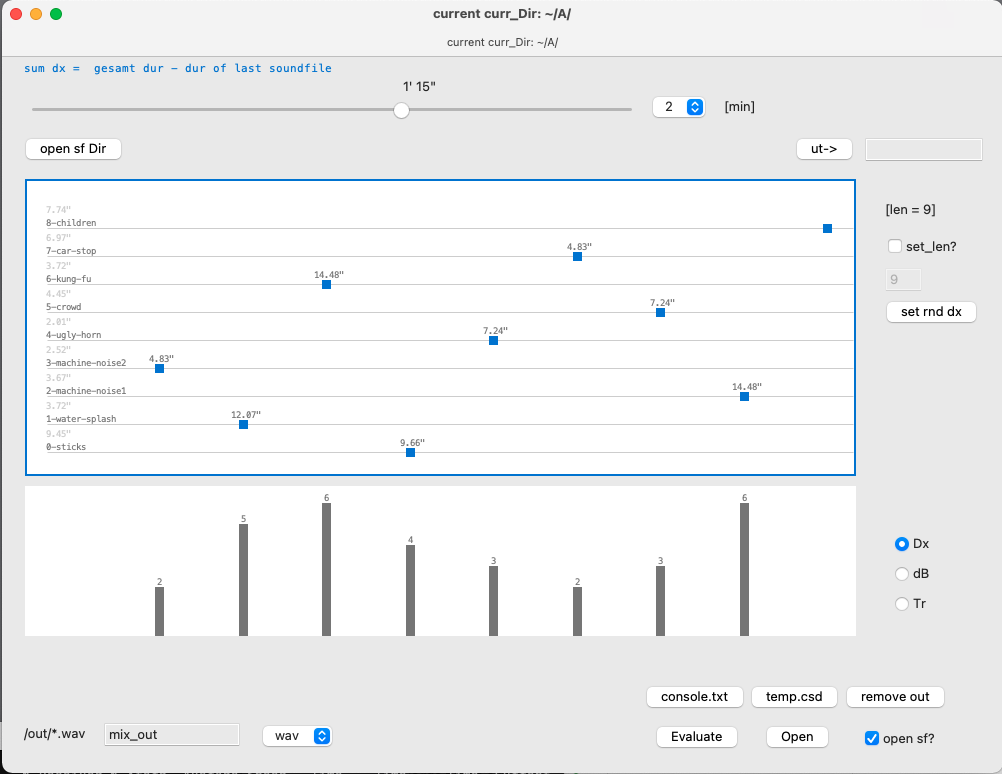 current curr_Dir: ~/A/
current curr_Dir: ~/A/
sum dx =  gesamt dur - dur of last soundfile
1' 15"
2 [min]
open sf Dir
ut->
7.74"
8-children
[len = 9]
6.97"
7-car-stop
4.83"
set_len?
3.72"
6-kung-fu
14.48"
9
4.45"
5-crowd
7.24"
set rnd dx
2.01"
4-ugly-horn
7.24"
2.52"
3-machine-noise2
4.83"
3.67"
2-machine-noise1
14.48"
3.72"
1-water-splash
12.07"
9.45"
0-sticks
9.66"
2 5 6 4 3 2 3 6
Dx
dB
Tr
console.txt temp.csd remove out
/out/*.wav mix_out wav Evaluate Open open sf?